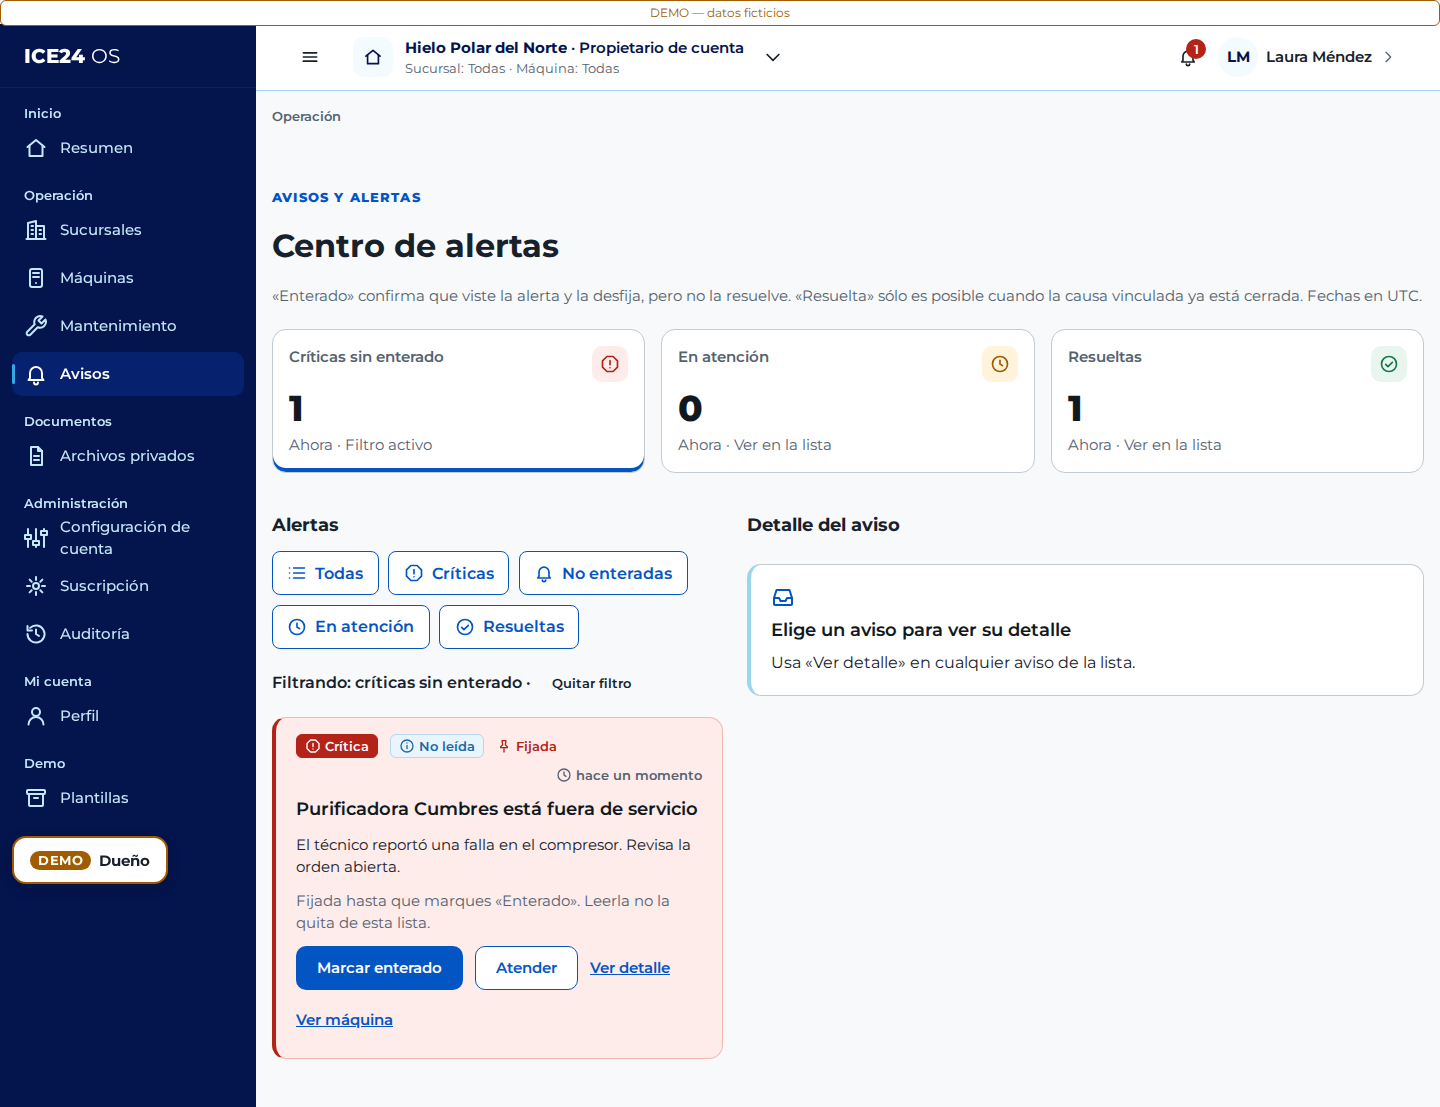 DEMO — datos ficticios
ICE24 OS
Inicio
Resumen
Operación
Sucursales
Máquinas
Mantenimiento
Avisos
Documentos
Archivos privados
Administración
Configuración de
cuenta
Suscripción
Auditoría
Mi cuenta
Perfil
Demo
Plantillas
DEMO Dueño
Hielo Polar del Norte · Propietario de cuenta
Sucursal: Todas · Máquina: Todas
1
LM Laura Méndez
Operación
AVISOS Y ALERTAS
Centro de alertas
«Enterado» confirma que viste la alerta y la desfija, pero no la resuelve. «Resuelta» sólo es posible cuando la causa vinculada ya está cerrada. Fechas en UTC.
Críticas sin enterado
1
Ahora · Filtro activo
En atención
0
Ahora · Ver en la lista
Resueltas
1
Ahora · Ver en la lista
Alertas
Todas Críticas No enteradas
En atención Resueltas
Filtrando: críticas sin enterado · Quitar filtro
Crítica No leída Fijada
hace un momento
Purificadora Cumbres está fuera de servicio
El técnico reportó una falla en el compresor. Revisa la
orden abierta.
Fijada hasta que marques «Enterado». Leerla no la
quita de esta lista.
Marcar enterado Atender Ver detalle
Ver máquina
Detalle del aviso
Elige un aviso para ver su detalle
Usa «Ver detalle» en cualquier aviso de la lista.